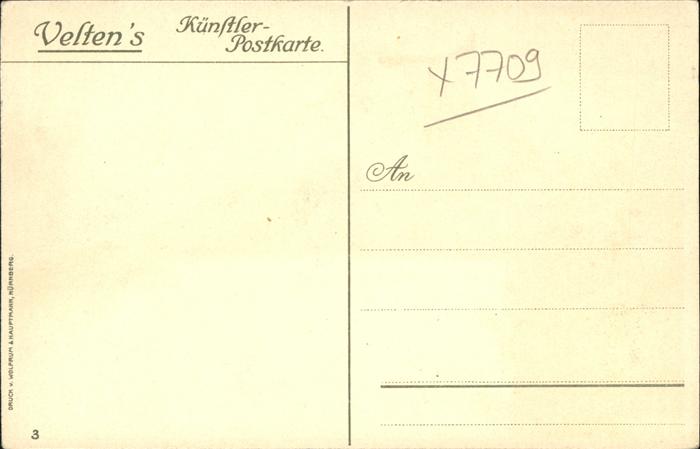 Velten's
Künſtler-
Poſtkarte.
x7709
An
DRUCK v. WOLFRUM & HAUPTMANN, NÜRNBERG.
3